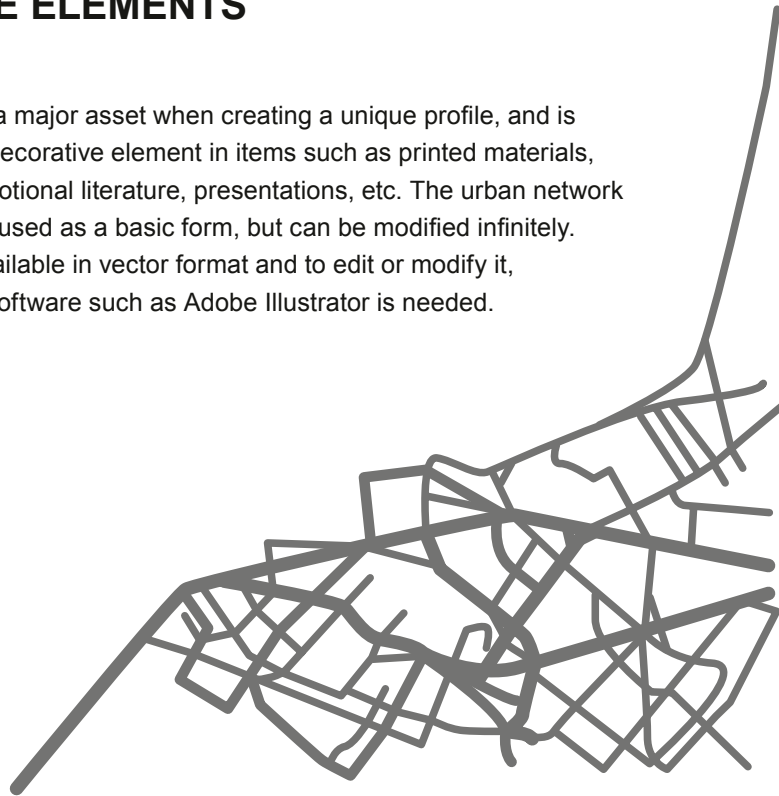 E ELEMENTS
a major asset when creating a unique profile, and is
ecorative element in items such as printed materials,
otional literature, presentations, etc. The urban network
used as a basic form, but can be modified infinitely.
ailable in vector format and to edit or modify it,
oftware such as Adobe Illustrator is needed.